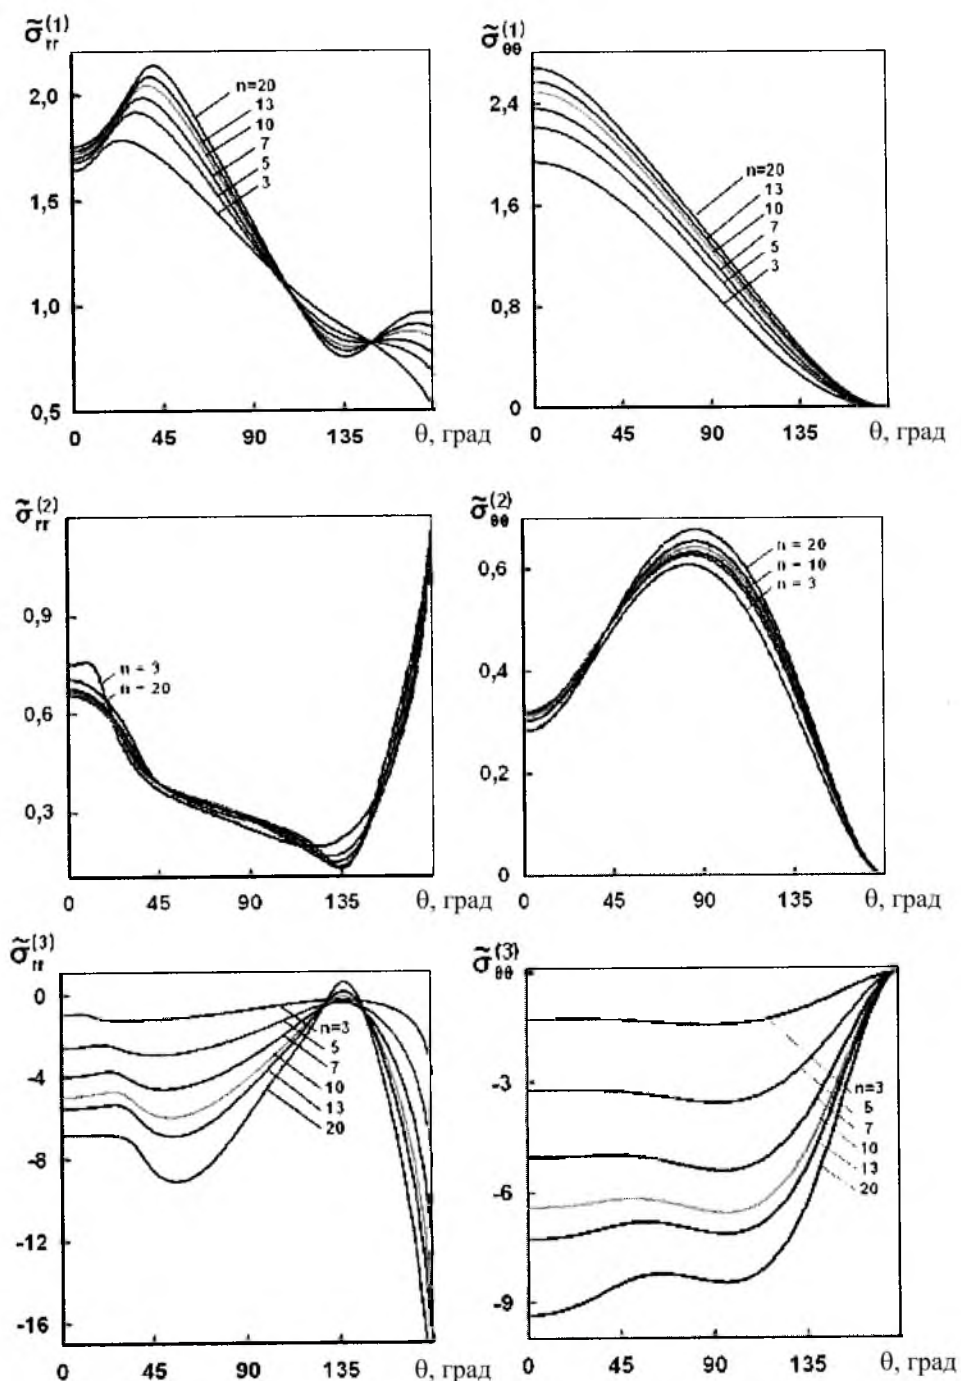 σ̃rr(1)
2,0
1,5
1,0
0,5
n=20
13
10
7
5
3
0 45 90 135 θ, град
σ̃θθ(1)
2,4
1,6
0,8
0
n=20
13
10
7
5
3
0 45 90 135 θ, град
σ̃rr(2)
0,9
0,6
0,3
n = 3
n = 20
0 45 90 135 θ, град
σ̃θθ(2)
0,6
0,4
0,2
0
n = 20
n = 10
n = 3
0 45 90 135 θ, град
σ̃rr(3)
0
-4
-8
-12
-16
n=3
5
7
10
13
20
0 45 90 135 θ, град
σ̃θθ(3)
-3
-6
-9
n=3
5
7
10
13
20
0 45 90 135 θ, град